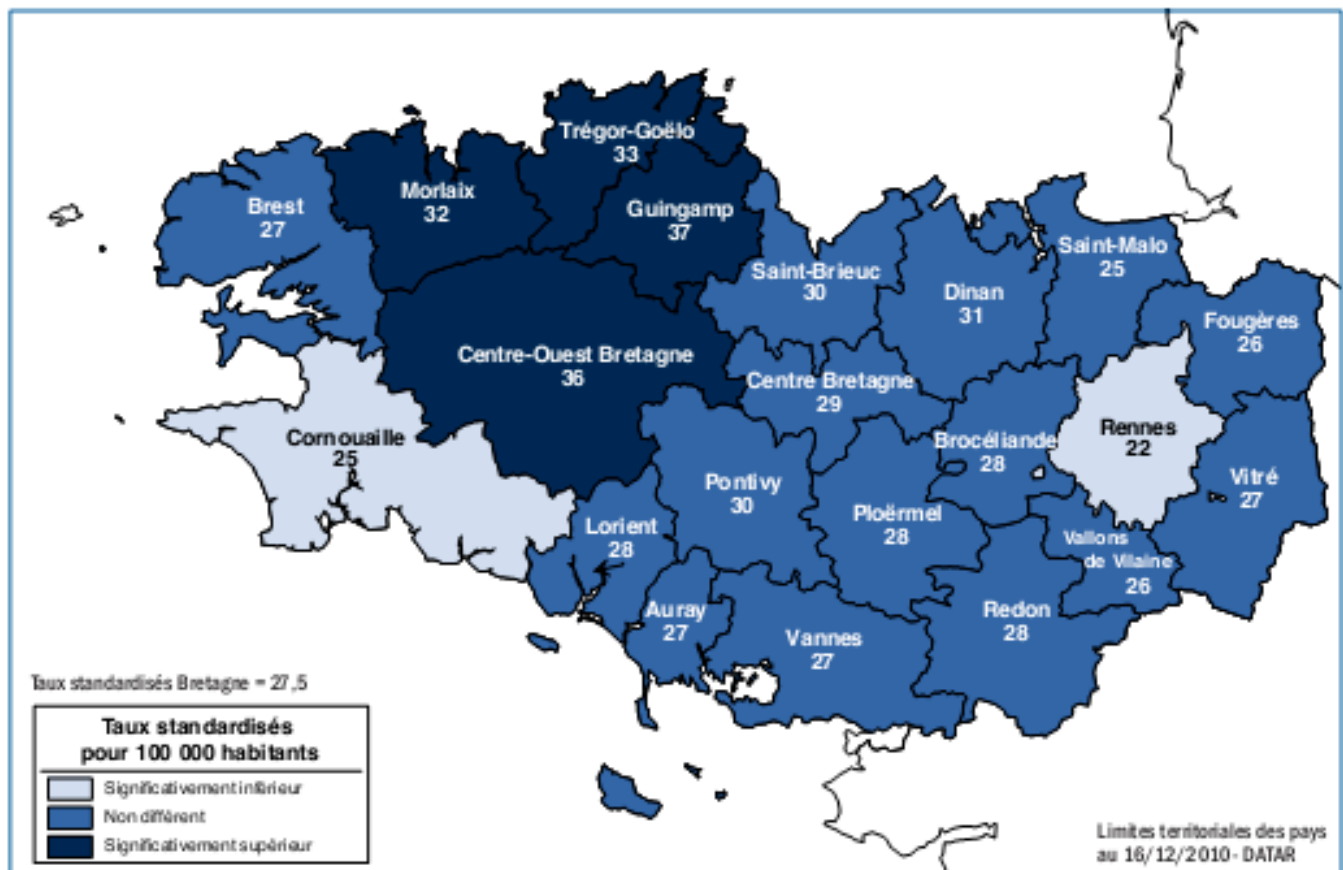 Trégor-Goëlo
33
Morlaix
32
Brest
27
Guingamp
37
Saint-Brieuc
30
Saint-Malo
25
Dinan
31
Fougères
26
Centre-Ouest Bretagne
36
Centre Bretagne
29
Cornouaille
25
Rennes
22
Brocéliande
28
Pontivy
30
Vitré
27
Ploërmel
28
Lorient
28
Vallons
de Vilaine
26
Auray
27
Redon
28
Vannes
27
Taux standardisés Bretagne = 27,5
Taux standardisés
pour 100 000 habitants
Significativement inférieur
Non différent
Significativement supérieur
Limites territoriales des pays
au 16/12/2010- DATAR